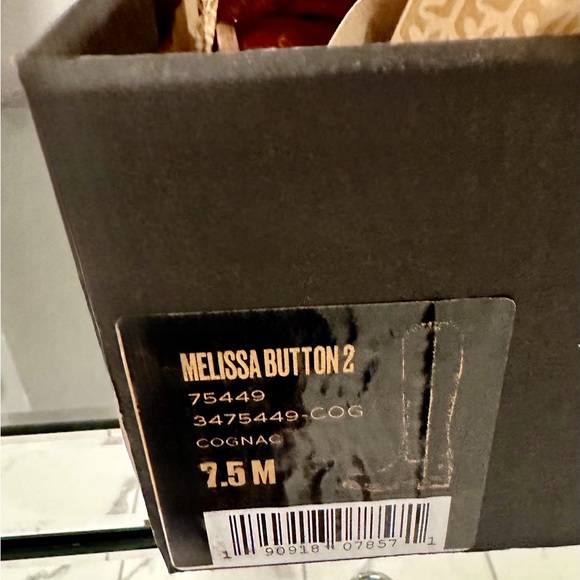 MELISSA BUTTON 2
75449
3475449-COG
COGNAC
7.5 M
1 90918 07857 1